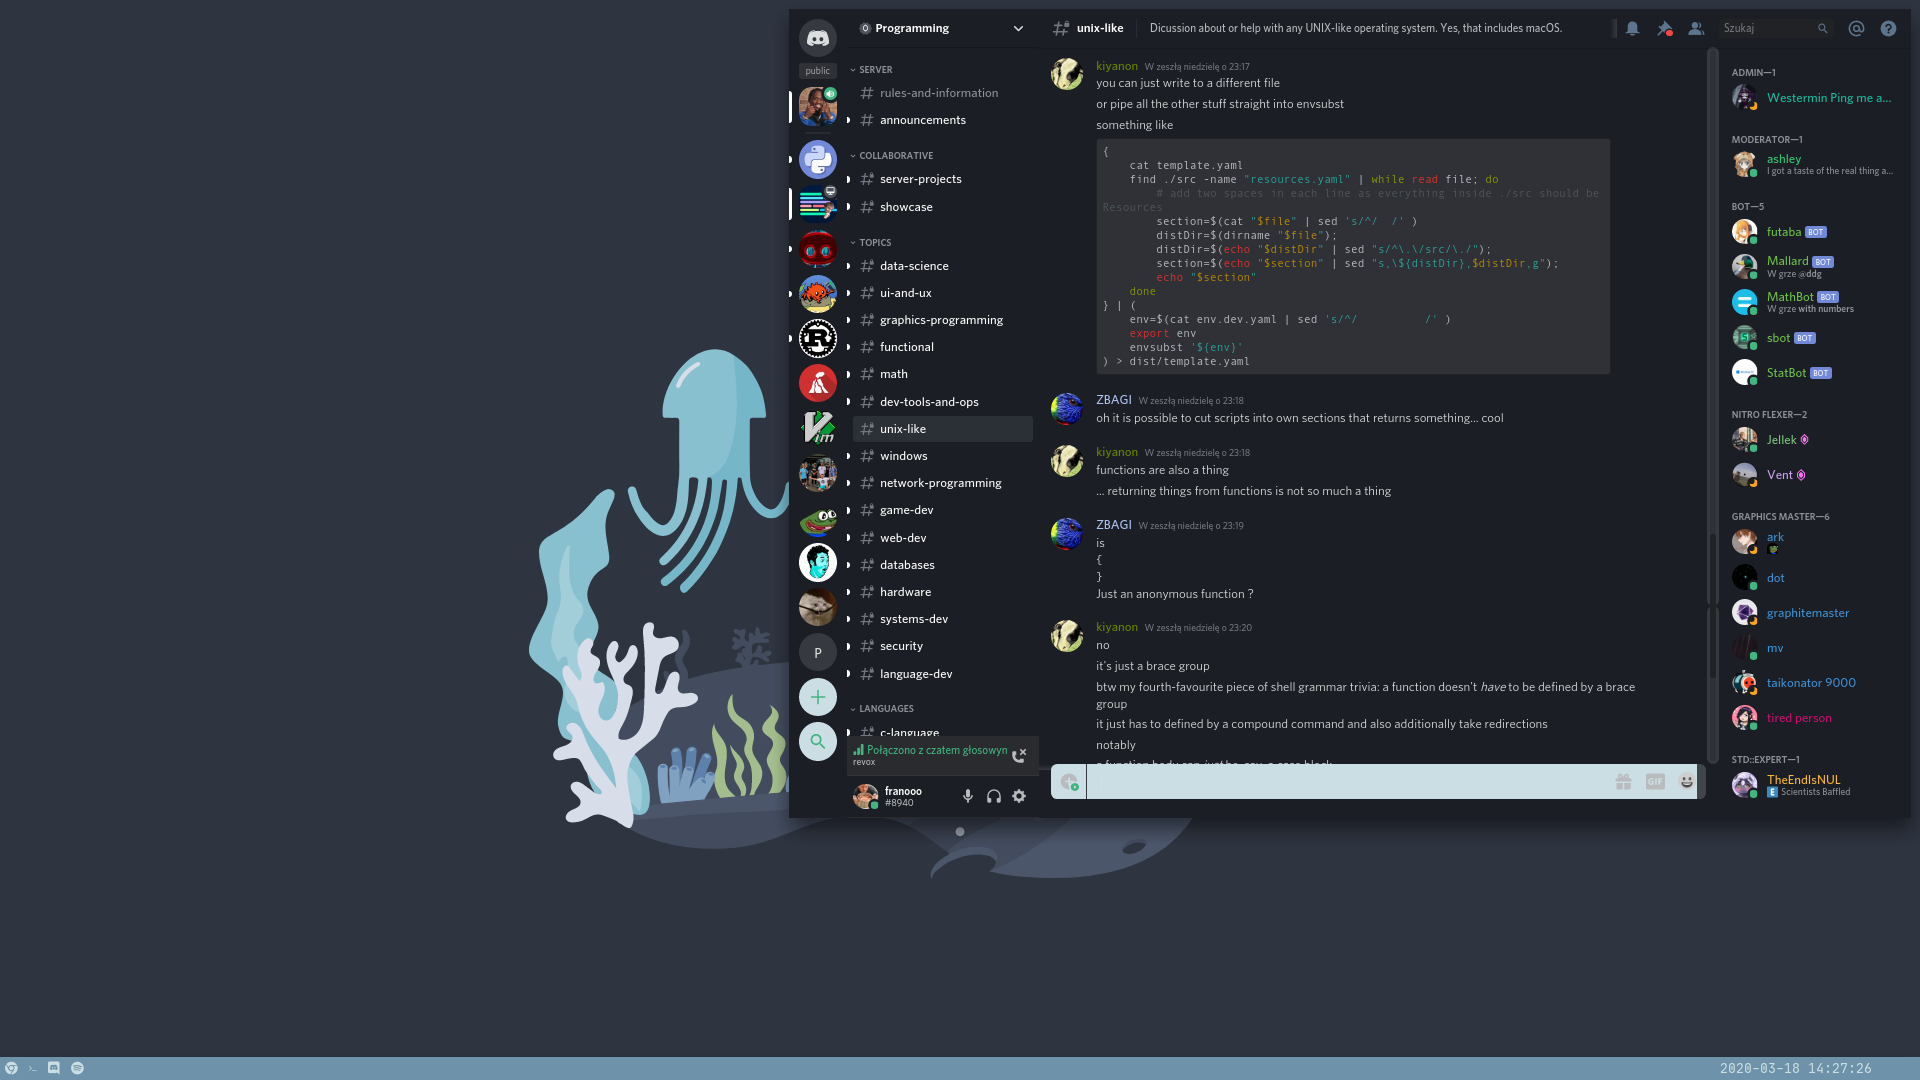 public
P
Programming
SERVER
rules-and-information
announcements
COLLABORATIVE
server-projects
showcase
TOPICS
data-science
ui-and-ux
graphics-programming
functional
math
dev-tools-and-ops
unix-like
windows
network-programming
game-dev
web-dev
databases
hardware
systems-dev
security
language-dev
LANGUAGES
c-language
Połączono z czatem głosowyn
revox
franooo
#8940
unix-like
Dicussion about or help with any UNIX-like operating system. Yes, that includes macOS.
Szukaj
kiyanon W zeszłą niedzielę o 23:17
you can just write to a different file
or pipe all the other stuff straight into envsubst
something like
{
    cat template.yaml
    find ./src -name "resources.yaml" | while read file; do
        # add two spaces in each line as everything inside ./src should be
Resources
        section=$(cat "$file" | sed 's/^/  /' )
        distDir=$(dirname "$file");
        distDir=$(echo "$distDir" | sed "s/^\.\/src/\./");
        section=$(echo "$section" | sed "s,\${distDir},$distDir,g");
        echo "$section"
    done
} | (
    env=$(cat env.dev.yaml | sed 's/^/          /' )
    export env
    envsubst '${env}'
) > dist/template.yaml
ZBAGI W zeszłą niedzielę o 23:18
oh it is possible to cut scripts into own sections that returns something... cool
kiyanon W zeszłą niedzielę o 23:18
functions are also a thing
... returning things from functions is not so much a thing
ZBAGI W zeszłą niedzielę o 23:19
is
{
}
Just an anonymous function ?
kiyanon W zeszłą niedzielę o 23:20
no
it's just a brace group
btw my fourth-favourite piece of shell grammar trivia: a function doesn't have to be defined by a brace
group
it just has to defined by a compound command and also additionally take redirections
notably
a function body can just be, say, a case block
GIF
ADMIN—1
Westermin Ping me a...
MODERATOR—1
ashley
I got a taste of the real thing a...
BOT—5
futaba BOT
Mallard BOT
W grze @ddg
MathBot BOT
W grze with numbers
sbot BOT
StatBot BOT
NITRO FLEXER—2
Jellek
Vent
GRAPHICS MASTER—6
ark
dot
graphitemaster
mv
taikonator 9000
tired person
STD::EXPERT—1
TheEndIsNUL
E Scientists Baffled
2020-03-18 14:27:26